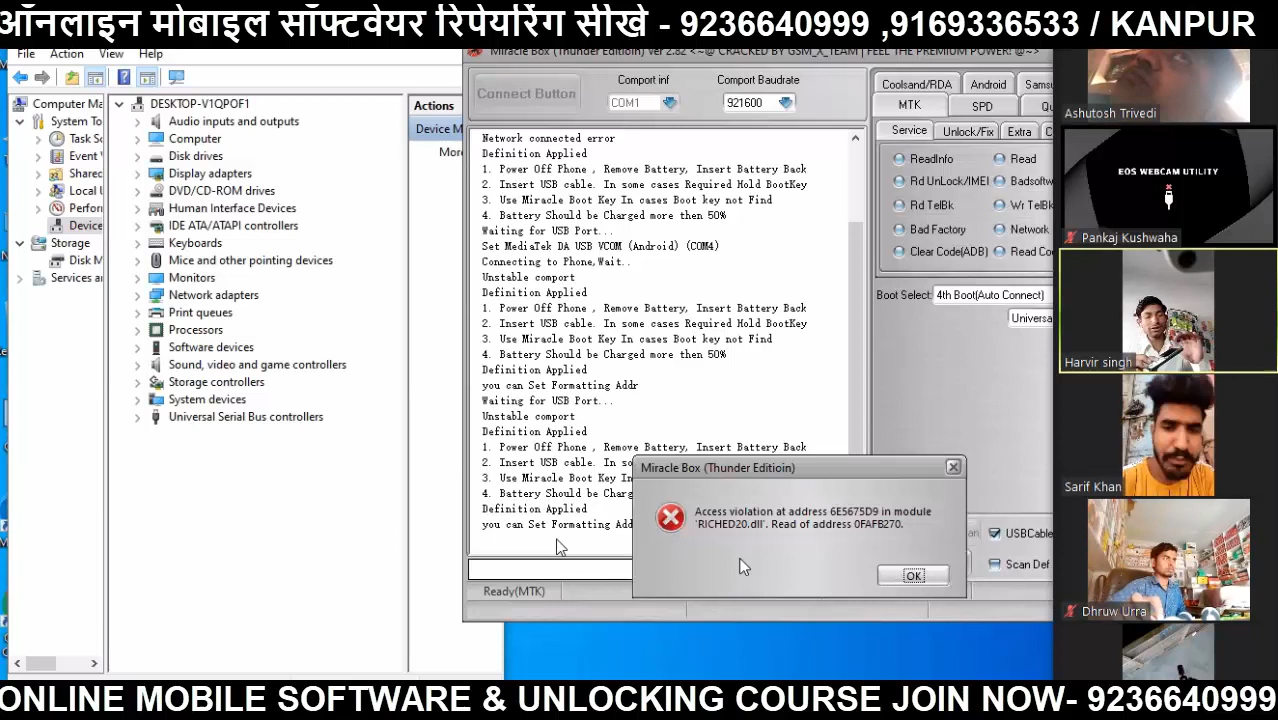 ऑनलाइन मोबाइल सॉफ्टवेयर रिपेयरिंग सीखे - 9236640999 ,9169336533 / KANPUR
File Action View Help
Computer Ma
System To
Task Sc
Event
Shared
Local
Perfor
Device
Storage
Disk M
Services a
DESKTOP-V1QPOF1
Audio inputs and outputs
Computer
Disk drives
Display adapters
DVD/CD-ROM drives
Human Interface Devices
IDE ATA/ATAPI controllers
Keyboards
Mice and other pointing devices
Monitors
Network adapters
Print queues
Processors
Software devices
Sound, video and game controllers
Storage controllers
System devices
Universal Serial Bus controllers
Actions
Device M
More
Miracle Box (Thunder Edition) Ver 2.82 <~@ CRACKED BY GSM_X_TEAM | FEEL THE PREMIUM POWER! @~>
Connect Button
Comport inf
COM1
Comport Baudrate
921600
Network connected error
Definition Applied
1. Power Off Phone , Remove Battery, Insert Battery Back
2. Insert USB cable. In some cases Required Hold BootKey
3. Use Miracle Boot Key In cases Boot key not Find
4. Battery Should be Charged more then 50%
Waiting for USB Port...
Set MediaTek DA USB VCOM (Android) (COM4)
Connecting to Phone,Wait..
Unstable comport
Definition Applied
1. Power Off Phone , Remove Battery, Insert Battery Back
2. Insert USB cable. In some cases Required Hold BootKey
3. Use Miracle Boot Key In cases Boot key not Find
4. Battery Should be Charged more then 50%
Definition Applied
you can Set Formatting Addr
Waiting for USB Port...
Unstable comport
Definition Applied
1. Power Off Phone , Remove Battery, Insert Battery Back
2. Insert USB cable. In so
3. Use Miracle Boot Key In
4. Battery Should be Charg
Definition Applied
you can Set Formatting Add
Ready(MTK)
Coolsand/RDA Android Samsu
MTK SPD Qu
Service Unlock/Fix Extra C
ReadInfo Read
Rd UnLock/IMEI Badsoftw
Rd TelBk Wr TelBk
Bad Factory Network
Clear Code(ADB) Read Co
Boot Select: 4th Boot(Auto Connect)
Universa
USBCable
Scan Def
Miracle Box (Thunder Editioin)
Access violation at address 6E5675D9 in module
'RICHED20.dll'. Read of address 0FAFB270.
OK
Ashutosh Trivedi
EOS WEBCAM UTILITY
Pankaj Kushwaha
Harvir singh
Sarif Khan
Dhruw Urra
ONLINE MOBILE SOFTWARE & UNLOCKING COURSE JOIN NOW- 9236640999